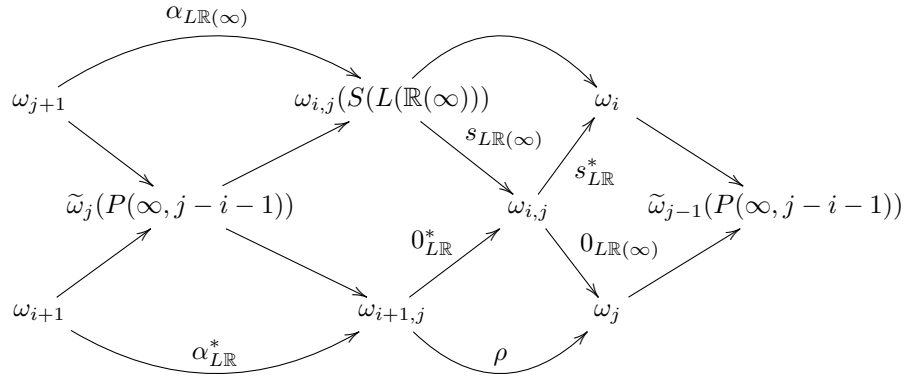 α_{Lℝ(∞)}
ω_{j+1} ω_{i,j}(S(L(ℝ(∞)))) ω_i
s_{Lℝ(∞)}
s^*_{Lℝ}
ω̃_j(P(∞, j − i − 1)) ω_{i,j} ω̃_{j−1}(P(∞, j − i − 1))
0^*_{Lℝ} 0_{Lℝ(∞)}
ω_{i+1} ω_{i+1,j} ω_j
α^*_{Lℝ} ρ